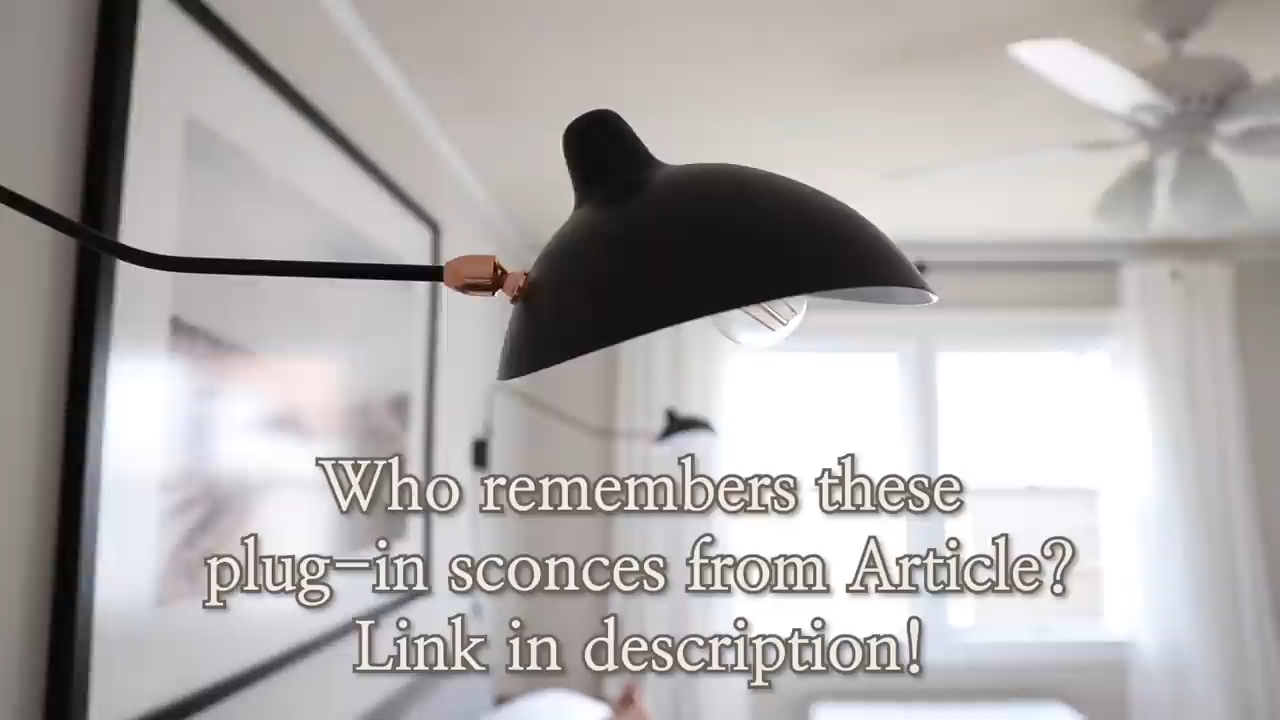 Who remembers these
plug-in sconces from Article?
Link in description!